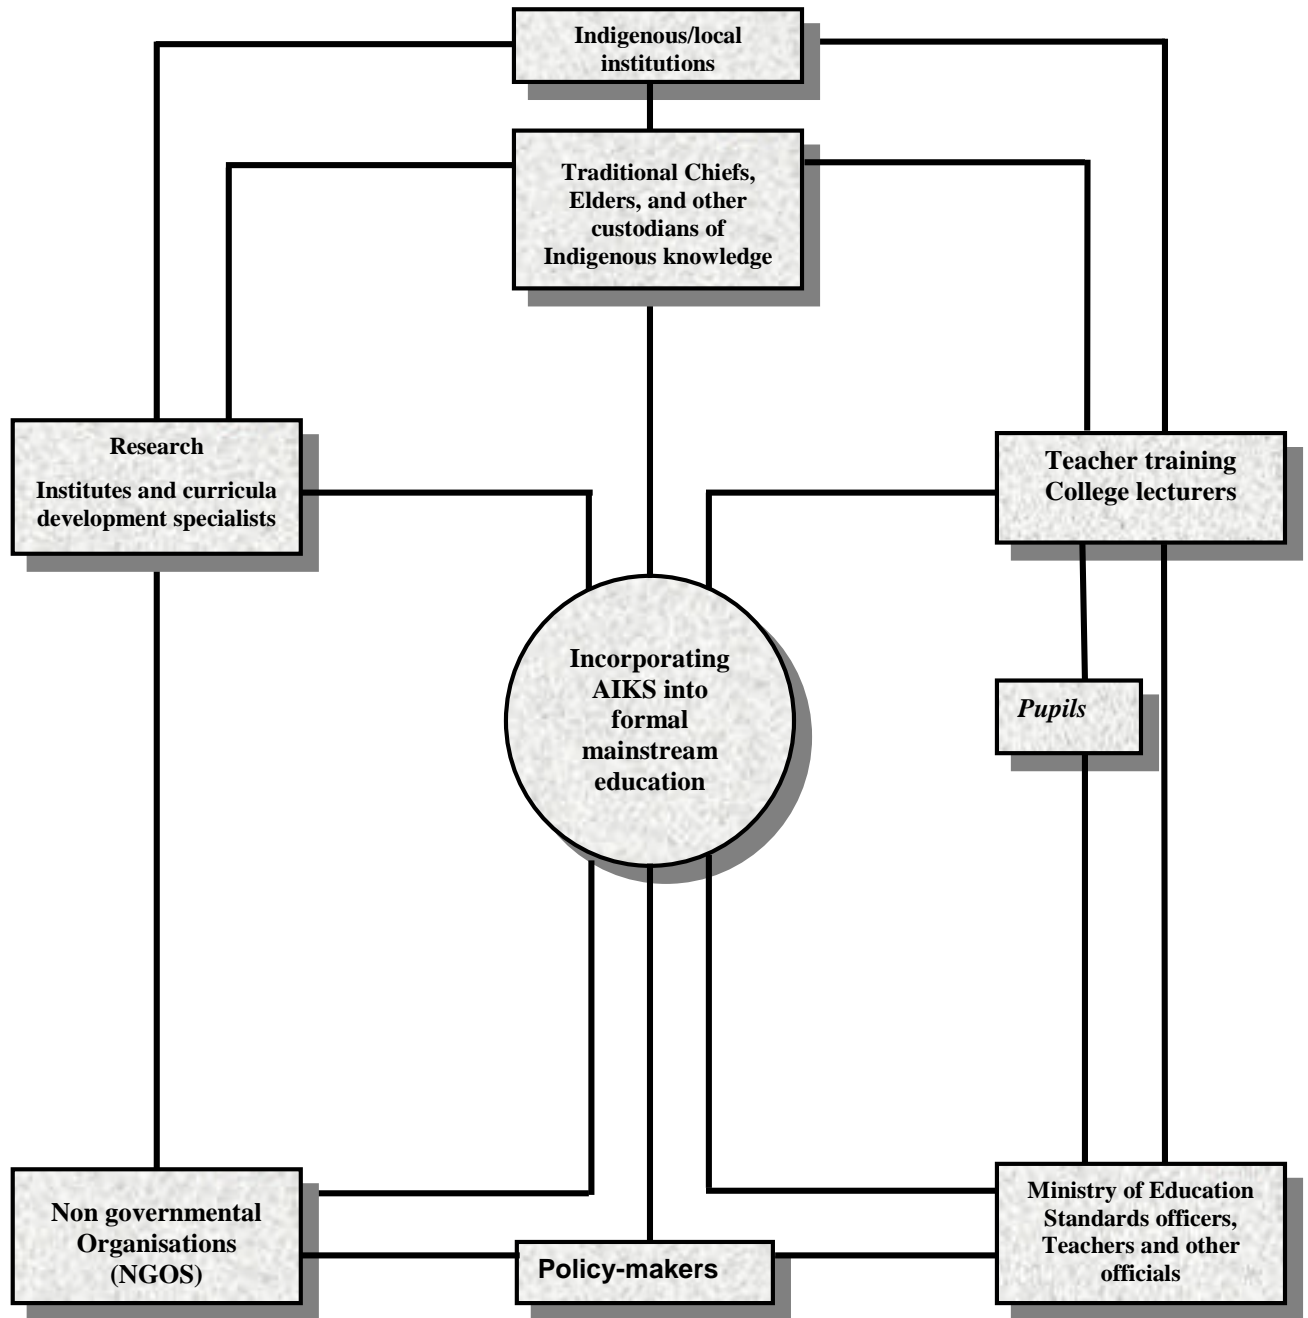 Indigenous/local
institutions
Traditional Chiefs,
Elders, and other
custodians of
Indigenous knowledge
Research
Institutes and curricula
development specialists
Teacher training
College lecturers
Incorporating
AIKS into
formal
mainstream
education
Pupils
Non governmental
Organisations
(NGOS)
Policy-makers
Ministry of Education
Standards officers,
Teachers and other
officials